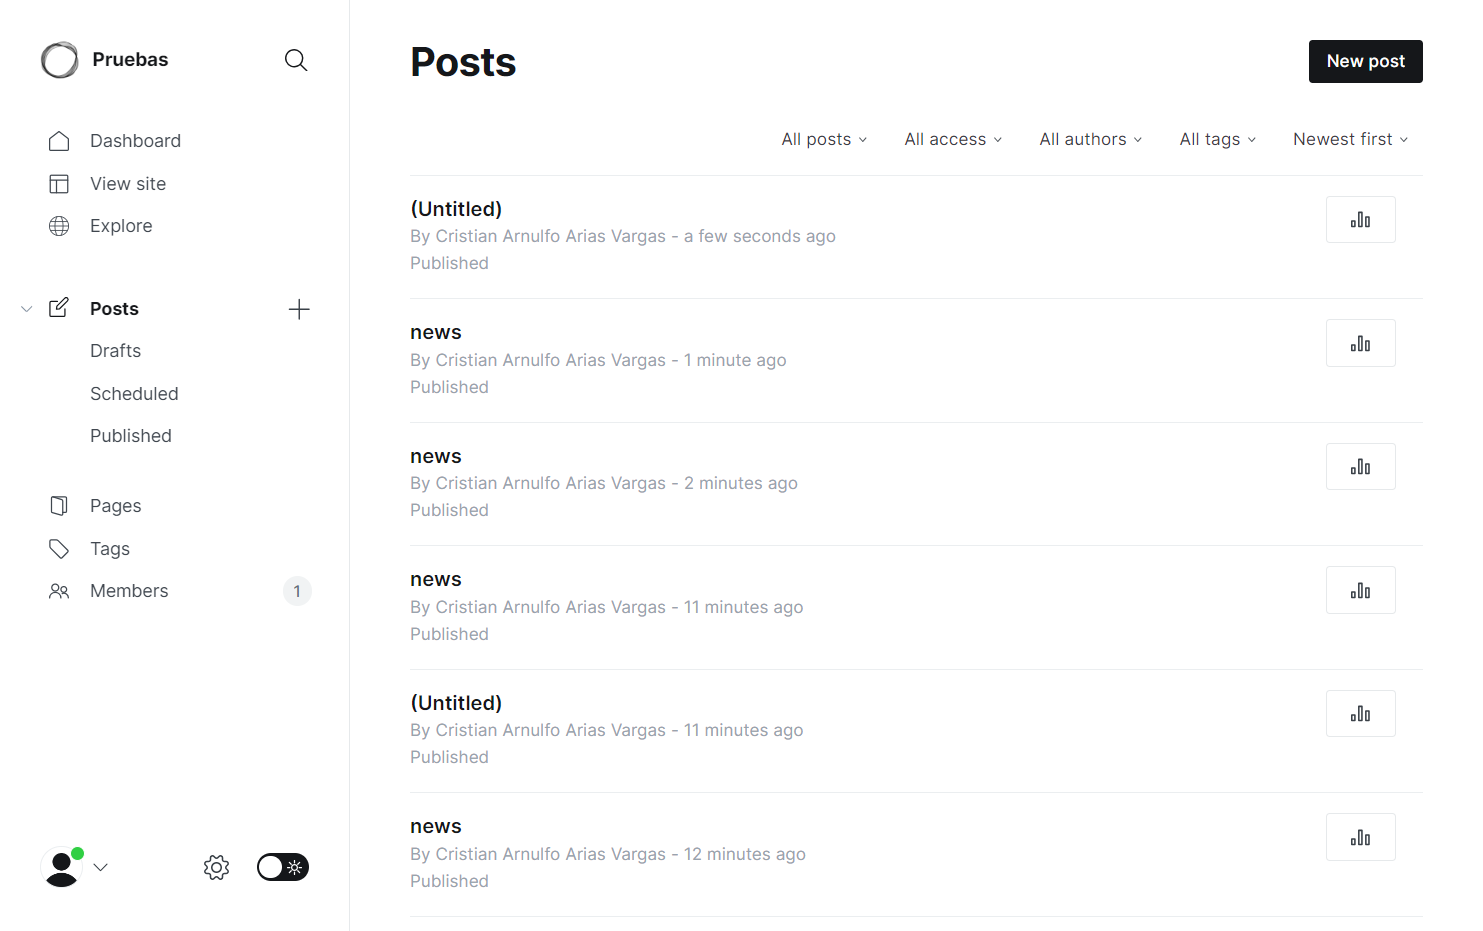 Pruebas
Dashboard
View site
Explore
Posts
Drafts
Scheduled
Published
Pages
Tags
Members 1
Posts
New post
All posts All access All authors All tags Newest first
(Untitled)
By Cristian Arnulfo Arias Vargas - a few seconds ago
Published
news
By Cristian Arnulfo Arias Vargas - 1 minute ago
Published
news
By Cristian Arnulfo Arias Vargas - 2 minutes ago
Published
news
By Cristian Arnulfo Arias Vargas - 11 minutes ago
Published
(Untitled)
By Cristian Arnulfo Arias Vargas - 11 minutes ago
Published
news
By Cristian Arnulfo Arias Vargas - 12 minutes ago
Published